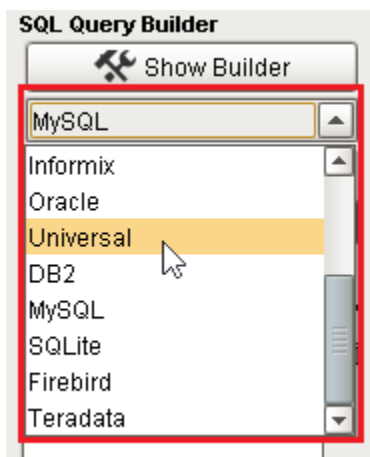 SQL Query Builder
Show Builder
MySQL
Informix
Oracle
Universal
DB2
MySQL
SQLite
Firebird
Teradata